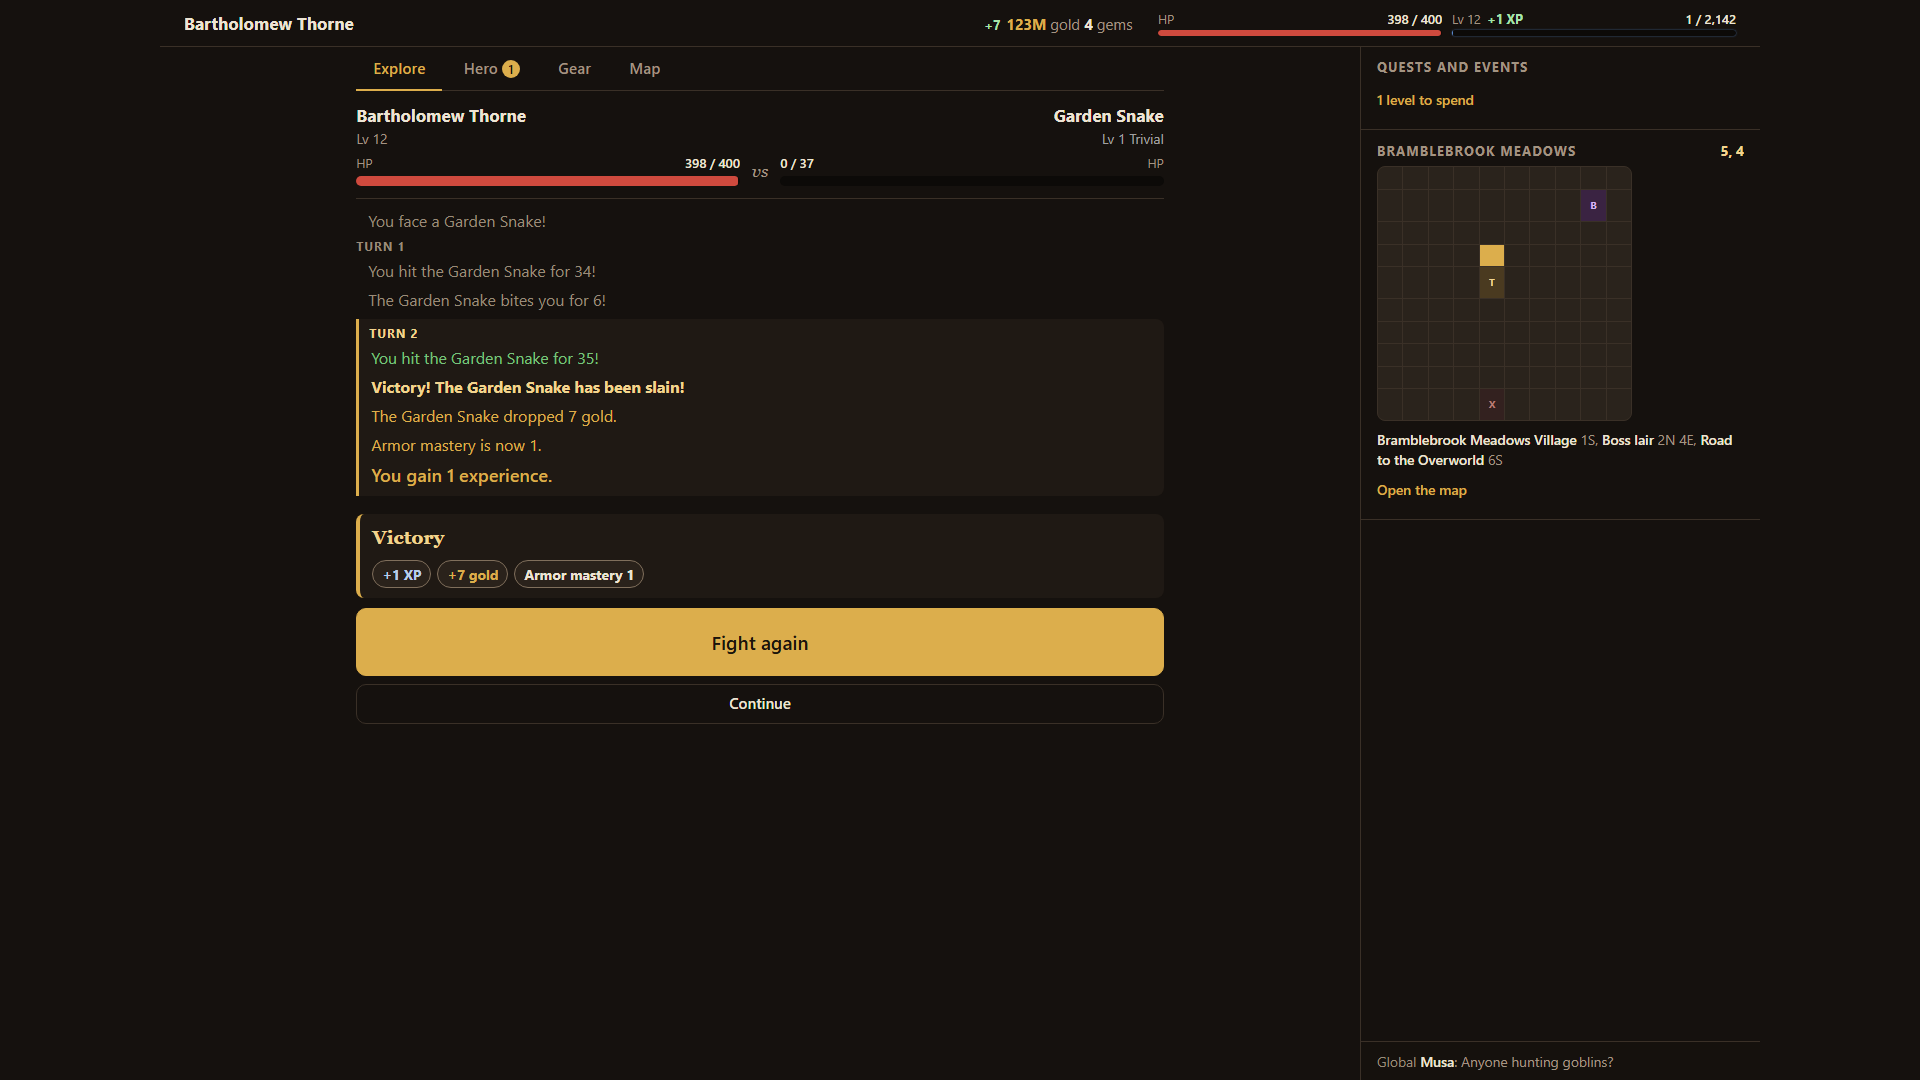 Bartholomew Thorne
+7 123M gold 4 gems
HP 398 / 400
Lv 12 +1 XP 1 / 2,142
Explore Hero 1 Gear Map
Bartholomew Thorne
Lv 12
HP 398 / 400
vs
Garden Snake
Lv 1 Trivial
0 / 37 HP
You face a Garden Snake!
TURN 1
You hit the Garden Snake for 34!
The Garden Snake bites you for 6!
TURN 2
You hit the Garden Snake for 35!
Victory! The Garden Snake has been slain!
The Garden Snake dropped 7 gold.
Armor mastery is now 1.
You gain 1 experience.
Victory
+1 XP +7 gold Armor mastery 1
Fight again
Continue
QUESTS AND EVENTS
1 level to spend
BRAMBLEBROOK MEADOWS 5, 4
B
T
X
Bramblebrook Meadows Village 1S, Boss lair 2N 4E, Road
to the Overworld 6S
Open the map
Global Musa: Anyone hunting goblins?